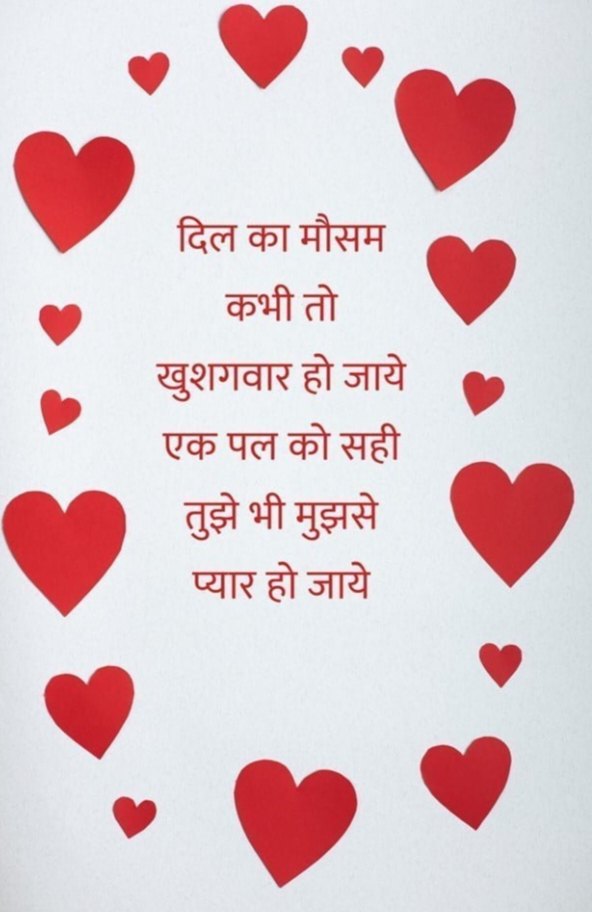 दिल का मौसम
कभी तो
खुशगवार हो जाये
एक पल को सही
तुझे भी मुझसे
प्यार हो जाये